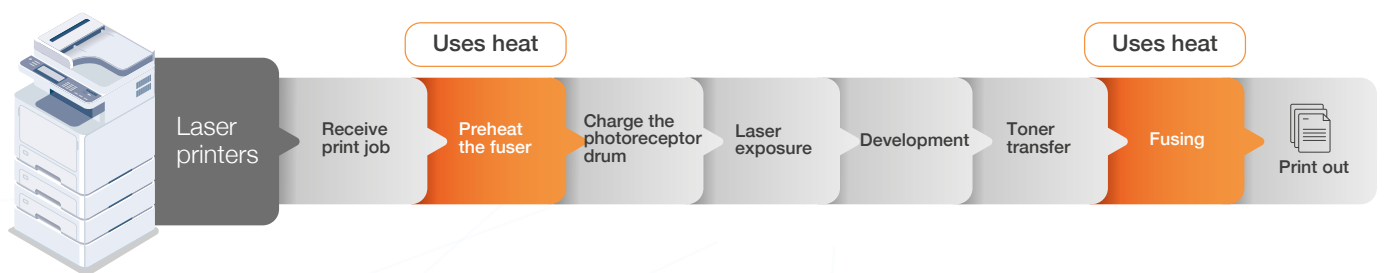 Uses heat
Uses heat
Laser
printers
Receive
print job
Preheat
the fuser
Charge the
photoreceptor
drum
Laser
exposure
Development
Toner
transfer
Fusing
Print out